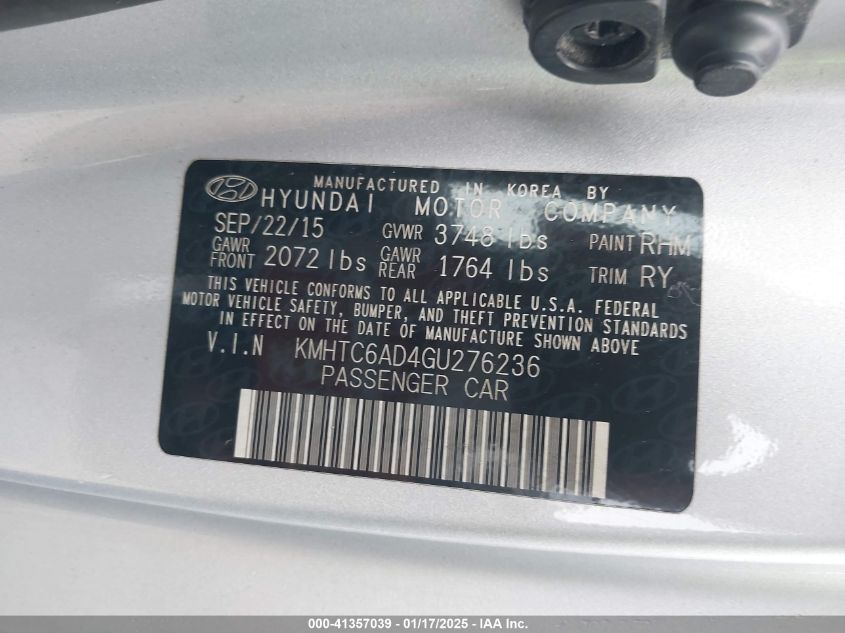 MANUFACTURED IN KOREA BY
HYUNDAI MOTOR COMPANY
SEP/22/15 GVWR 3748 lbs PAINT RHM
GAWR FRONT 2072 lbs GAWR REAR 1764 lbs TRIM RY
THIS VEHICLE CONFORMS TO ALL APPLICABLE U.S.A. FEDERAL
MOTOR VEHICLE SAFETY, BUMPER, AND THEFT PREVENTION STANDARDS
IN EFFECT ON THE DATE OF MANUFACTURE SHOWN ABOVE
V.I.N KMHTC6AD4GU276236
PASSENGER CAR
000-41357039 - 01/17/2025 - IAA Inc.